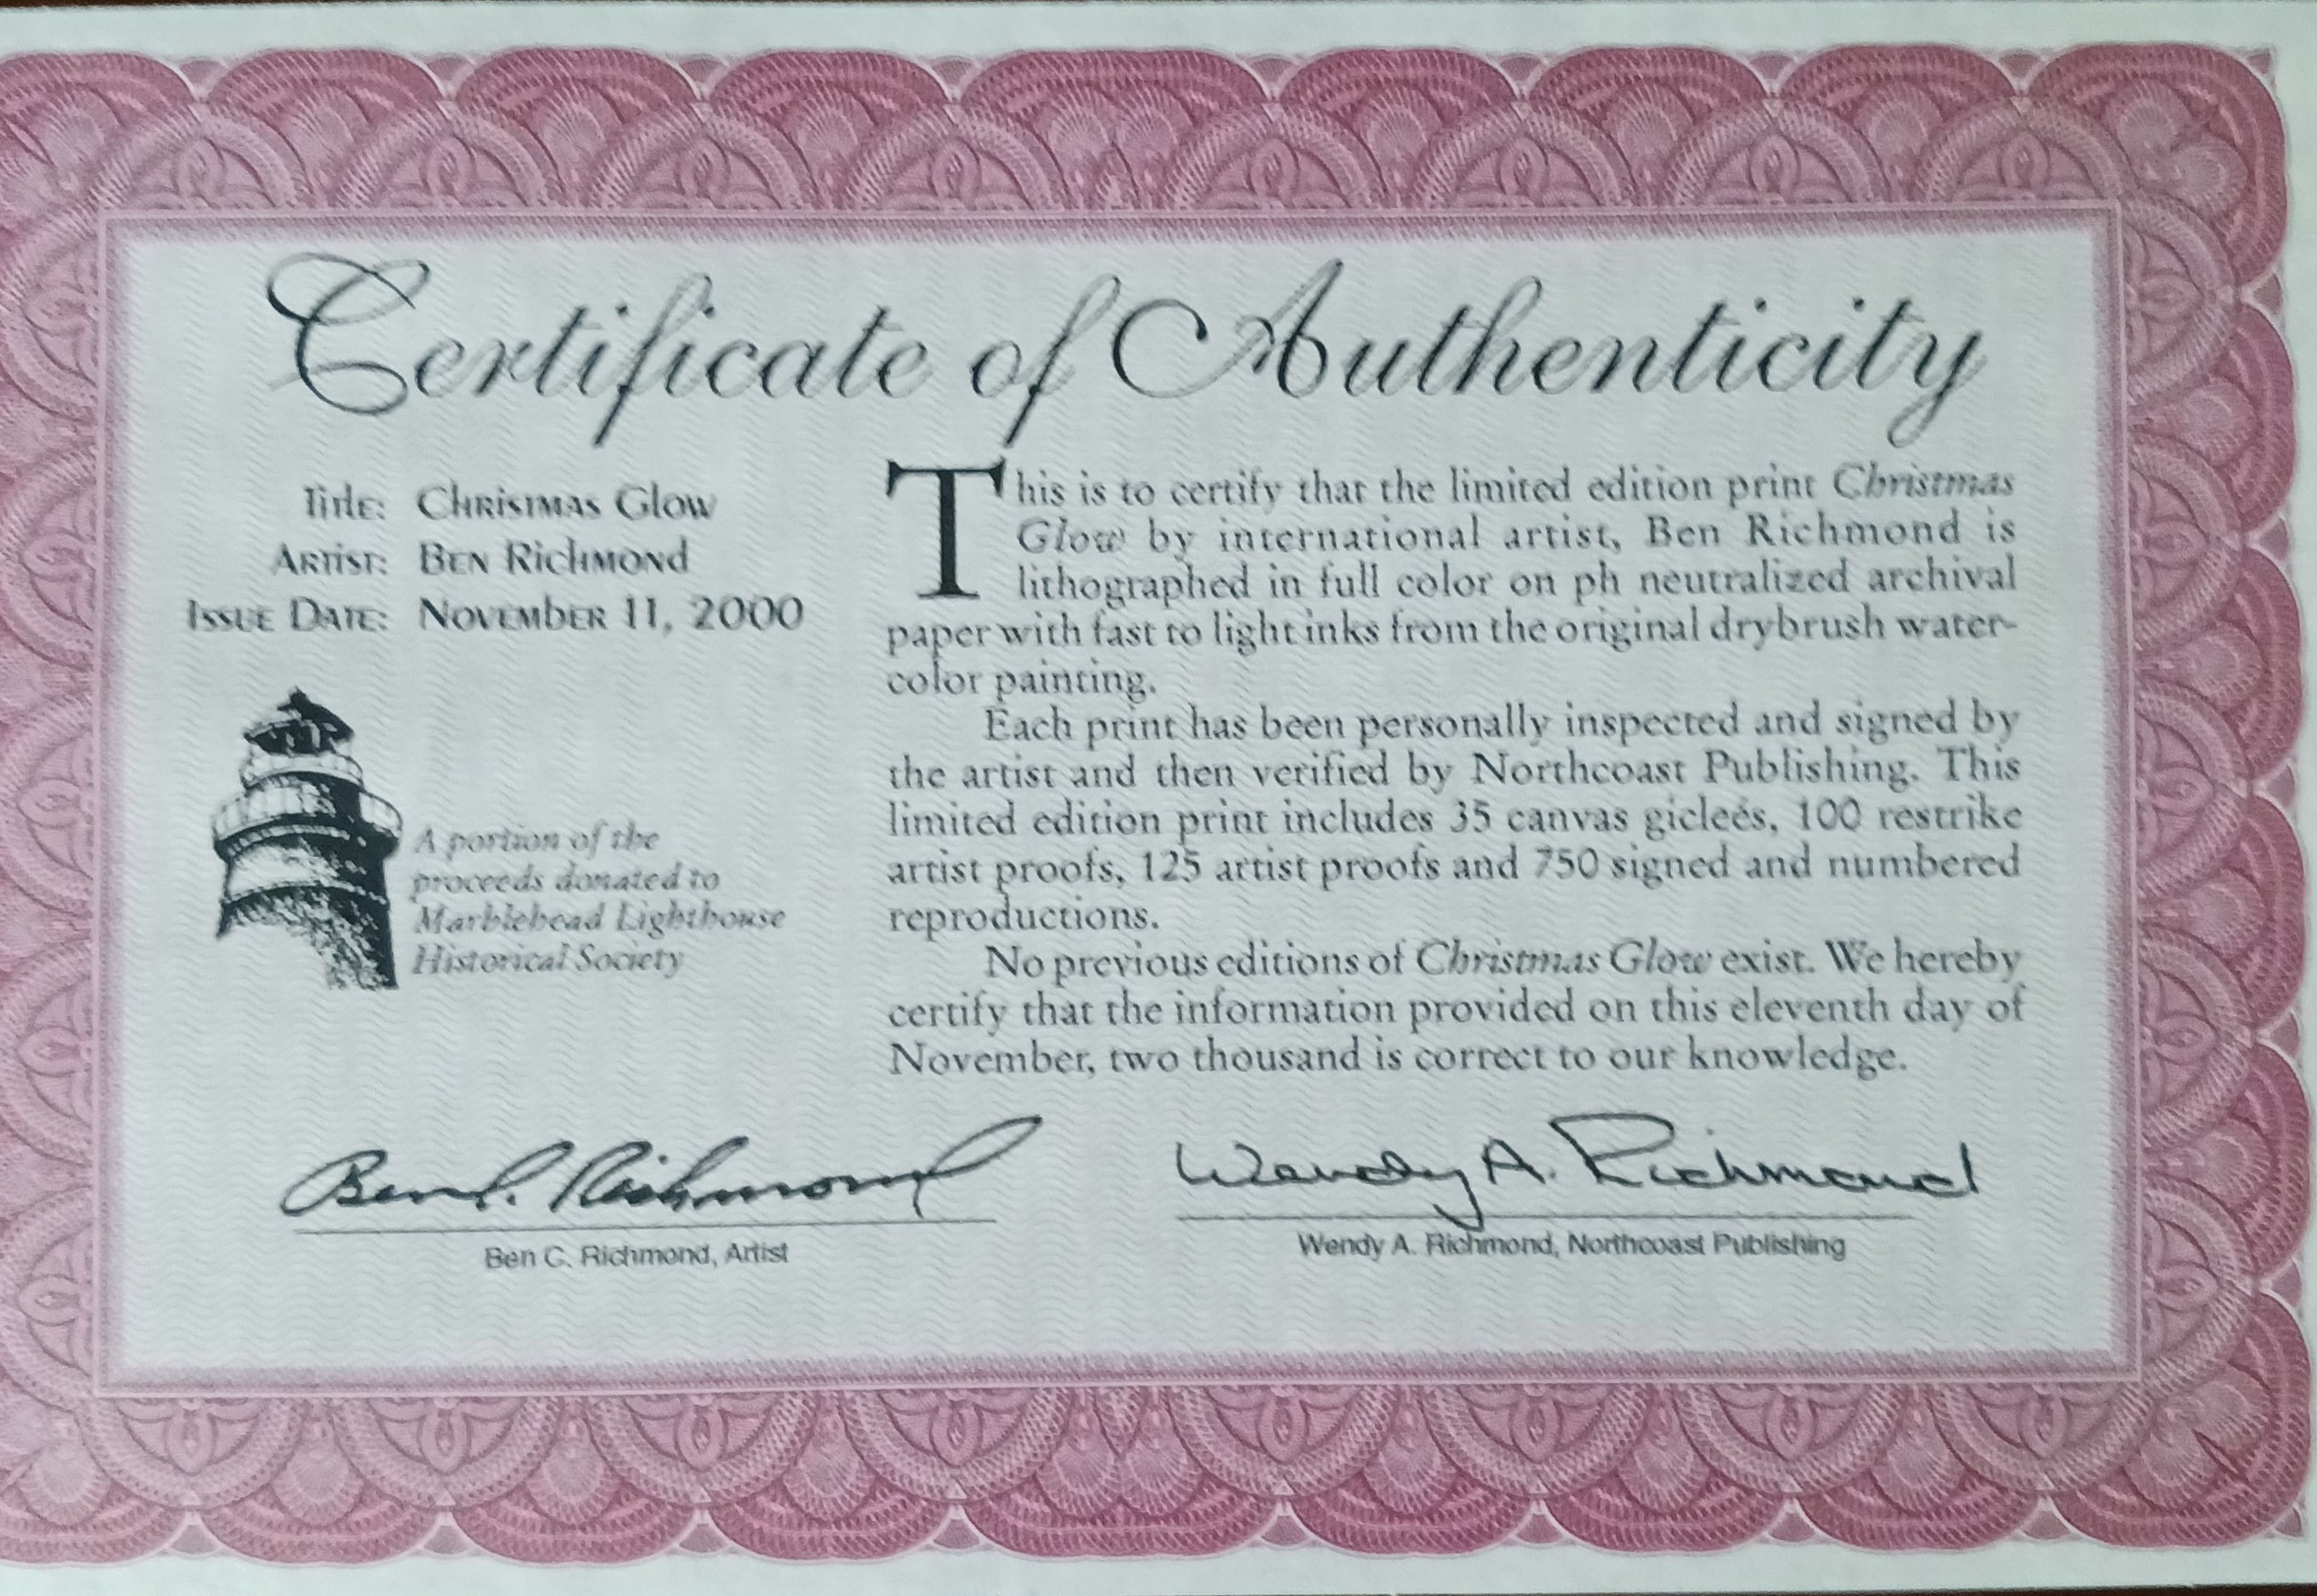 Certificate of Authenticity
Title: Christmas Glow
Artist: Ben Richmond
Issue Date: November 11, 2000
A portion of the
proceeds donated to
Marblehead Lighthouse
Historical Society
This is to certify that the limited edition print Christmas
Glow by international artist, Ben Richmond is
lithographed in full color on ph neutralized archival
paper with fast to light inks from the original drybrush water-
color painting.
Each print has been personally inspected and signed by
the artist and then verified by Northcoast Publishing. This
limited edition print includes 35 canvas gicleés, 100 restrike
artist proofs, 125 artist proofs and 750 signed and numbered
reproductions.
No previous editions of Christmas Glow exist. We hereby
certify that the information provided on this eleventh day of
November, two thousand is correct to our knowledge.
Ben C. Richmond
Ben C. Richmond, Artist
Wendy A. Richmond
Wendy A. Richmond, Northcoast Publishing